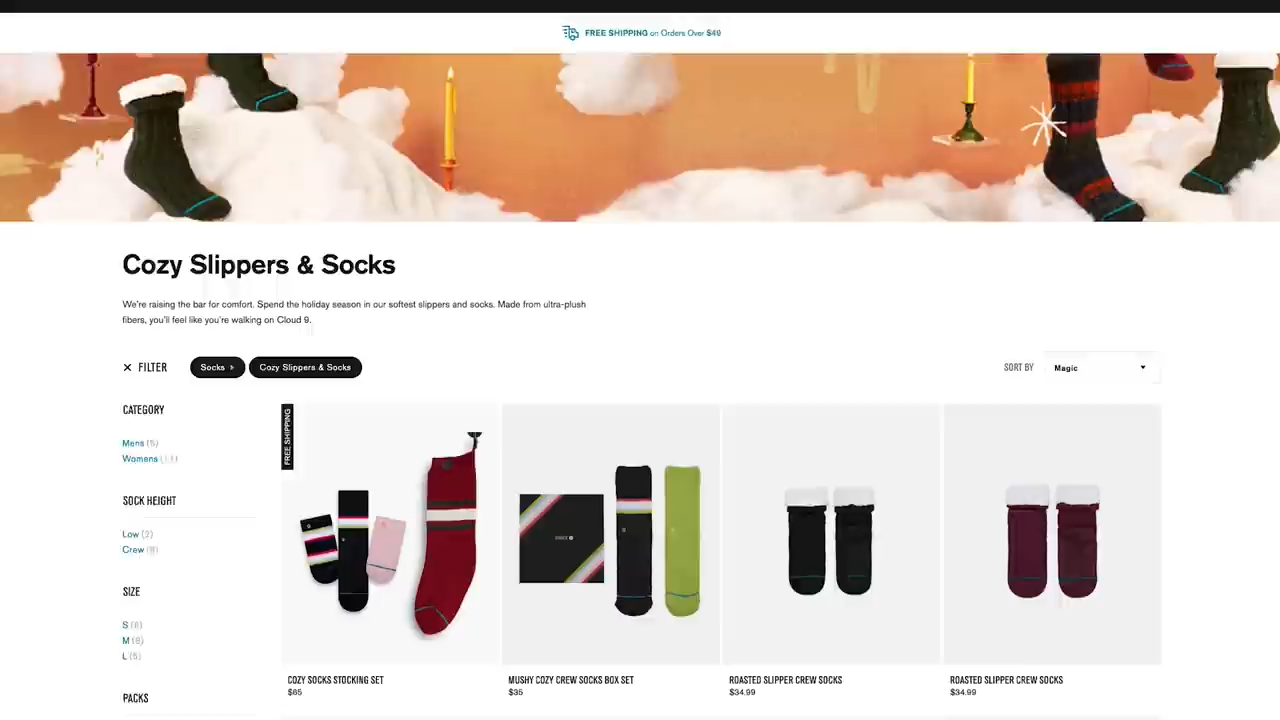 FREE SHIPPING on Orders Over $49
Cozy Slippers & Socks
We're raising the bar for comfort. Spend the holiday season in our softest slippers and socks. Made from ultra-plush
fibers, you'll feel like you're walking on Cloud 9.
FILTER
Socks
Cozy Slippers & Socks
SORT BY
Magic
CATEGORY
Mens (5)
Womens (11)
SOCK HEIGHT
Low (2)
Crew (8)
SIZE
S (6)
M (8)
L (5)
PACKS
FREE SHIPPING
COZY SOCKS STOCKING SET
$65
MUSHY COZY CREW SOCKS BOX SET
$35
ROASTED SLIPPER CREW SOCKS
$34.99
ROASTED SLIPPER CREW SOCKS
$34.99